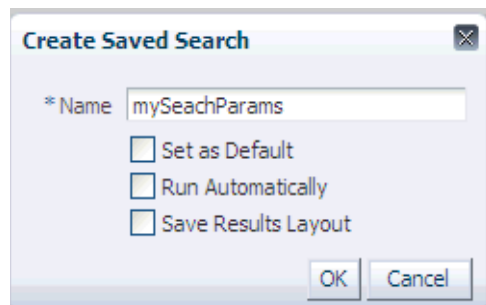 Create Saved Search
* Name mySeachParams
Set as Default
Run Automatically
Save Results Layout
OK Cancel